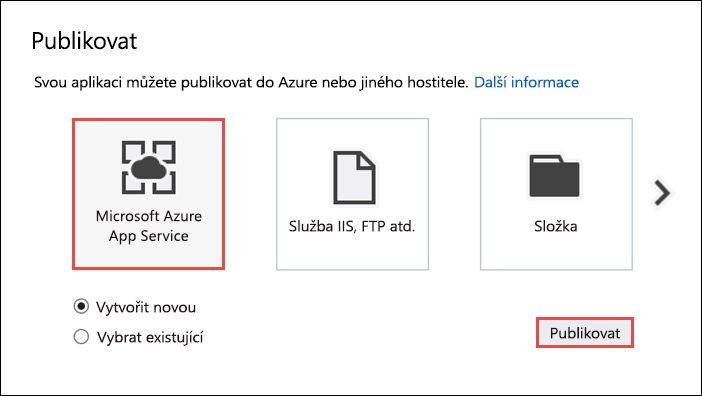 Publikovat
Svou aplikaci můžete publikovat do Azure nebo jiného hostitele. Další informace
Microsoft Azure
App Service
Služba IIS, FTP atd.
Složka
Vytvořit novou
Vybrat existující
Publikovat